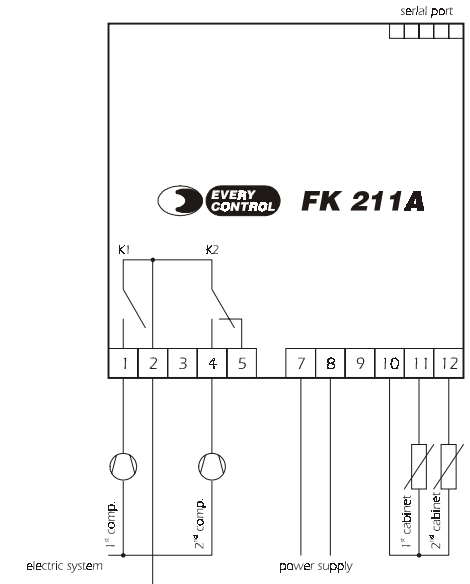 serial port
EVERY
CONTROL
FK 211A
K1 K2
1 2 3 4 5 7 8 9 10 11 12
1st comp.
2nd comp.
1st cabinet
2nd cabinet
electric system
power supply